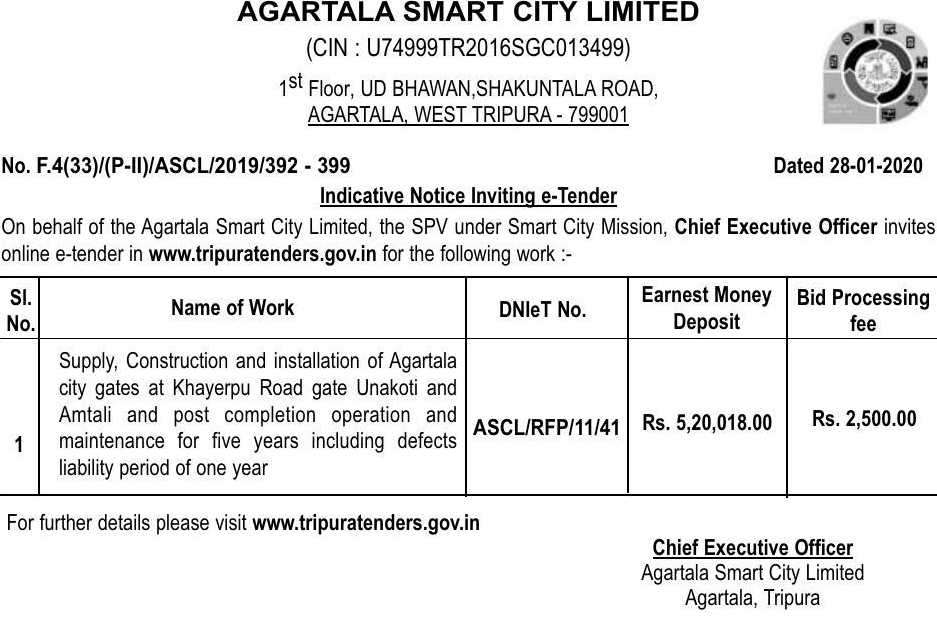 AGARTALA SMART CITY LIMITED
(CIN : U74999TR2016SGC013499)
1st Floor, UD BHAWAN,SHAKUNTALA ROAD,
AGARTALA, WEST TRIPURA - 799001
No. F.4(33)/(P-II)/ASCL/2019/392 - 399 Dated 28-01-2020
Indicative Notice Inviting e-Tender
On behalf of the Agartala Smart City Limited, the SPV under Smart City Mission, Chief Executive Officer invites
online e-tender in www.tripuratenders.gov.in for the following work :-
Sl. No. Name of Work DNIeT No. Earnest Money Deposit Bid Processing fee
1
Supply, Construction and installation of Agartala
city gates at Khayerpu Road gate Unakoti and
Amtali and post completion operation and
maintenance for five years including defects
liability period of one year
ASCL/RFP/11/41
Rs. 5,20,018.00
Rs. 2,500.00
For further details please visit www.tripuratenders.gov.in
Chief Executive Officer
Agartala Smart City Limited
Agartala, Tripura